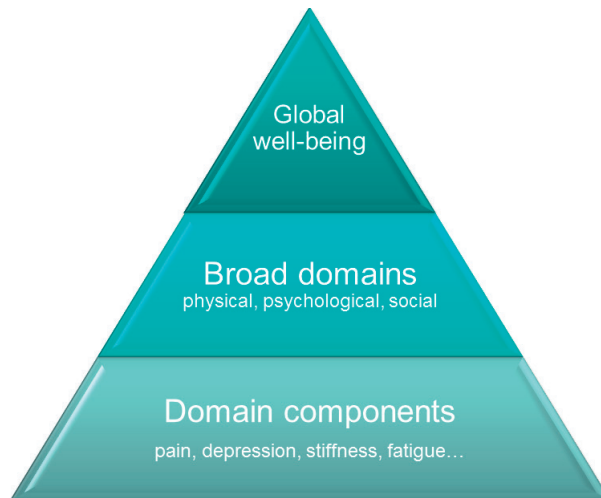 Global
well-being
Broad domains
physical, psychological, social
Domain components
pain, depression, stiffness, fatigue…